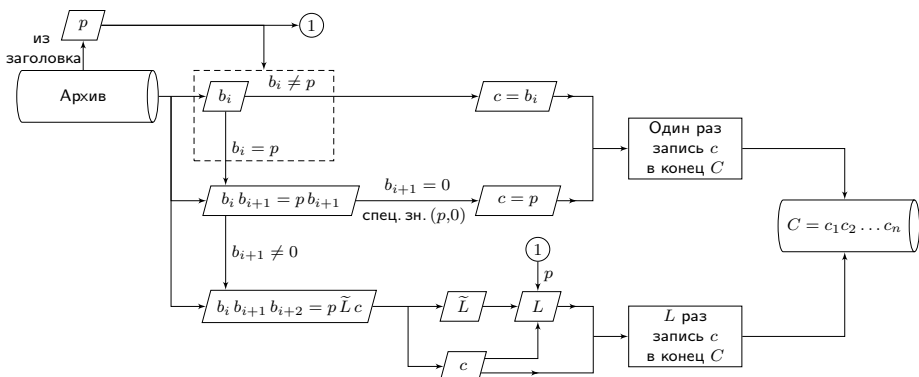 p
1
из
заголовка
Архив
b_i ≠ p
b_i
c = b_i
Один раз
запись c
в конец C
b_i = p
b_i b_{i+1} = p b_{i+1}
b_{i+1} = 0
спец. зн. (p,0)
c = p
C = c_1 c_2 … c_n
b_{i+1} ≠ 0
1
p
b_i b_{i+1} b_{i+2} = p L̃ c
L̃
L
L раз
запись c
в конец C
c